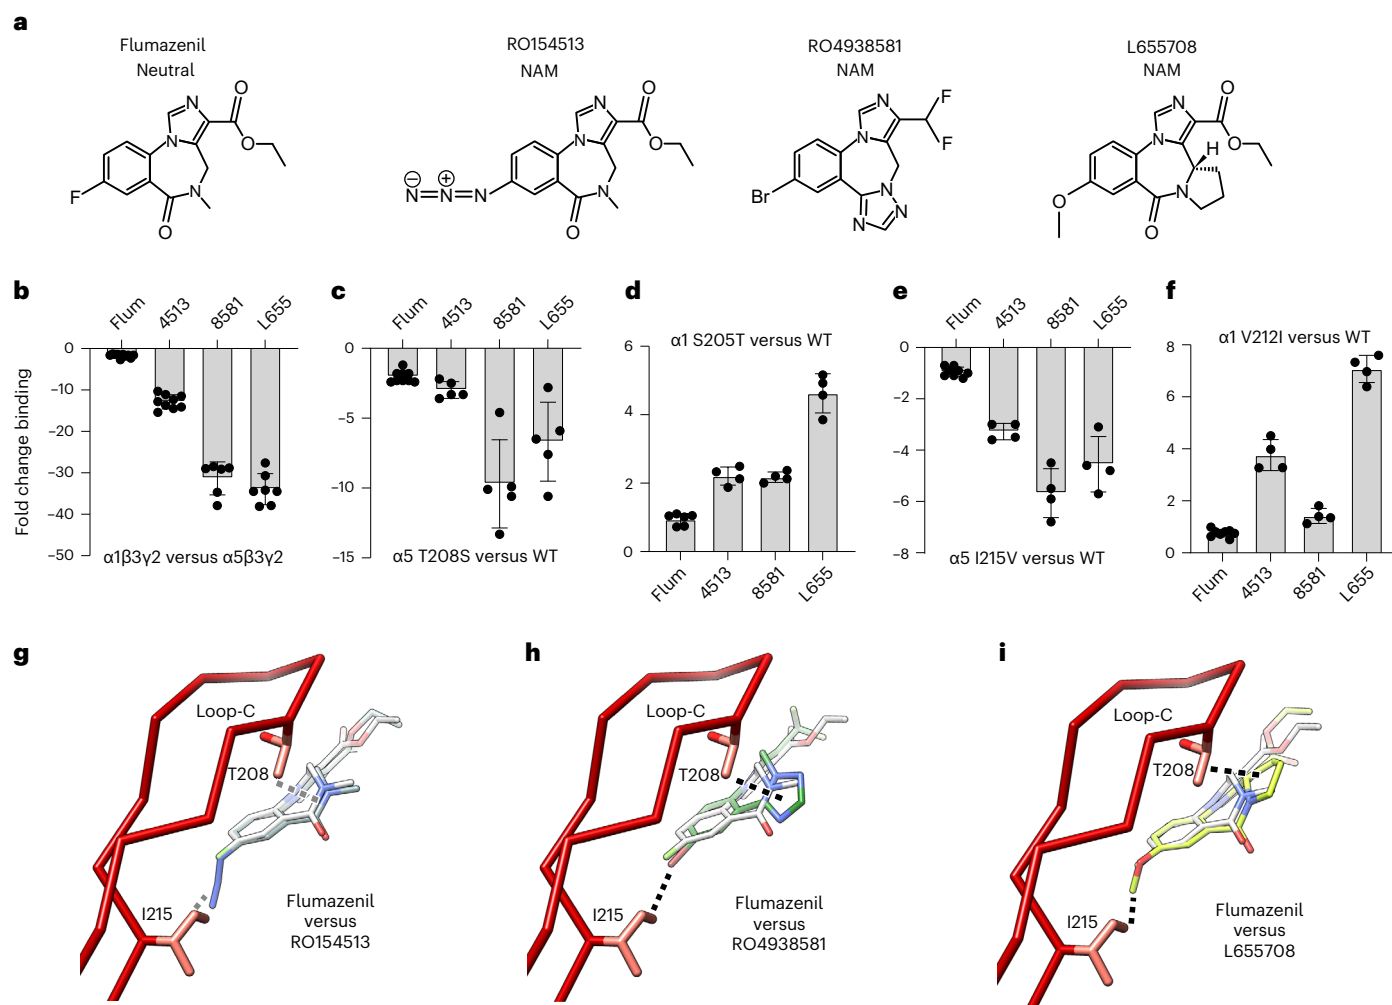 a
Flumazenil
Neutral
RO154513
NAM
RO4938581
NAM
L655708
NAM
N
O
N
O
F
N
O
N
O
N
O
⊖
⊕
N=N=N
N
O
N
F
N
F
Br
N
N
N
N
O
N
H
O
O
N
O
b
Flum
4513
8581
L655
Fold change binding
0
−10
−20
−30
−40
−50
α1β3γ2 versus α5β3γ2
c
Flum
4513
8581
L655
0
−5
−10
−15
α5 T208S versus WT
d
α1 S205T versus WT
6
4
2
0
Flum
4513
8581
L655
e
Flum
4513
8581
L655
0
−2
−4
−6
−8
α5 I215V versus WT
f
α1 V212I versus WT
8
6
4
2
0
Flum
4513
8581
L655
g
Loop-C
T208
I215
Flumazenil
versus
RO154513
h
Loop-C
T208
I215
Flumazenil
versus
RO4938581
i
Loop-C
T208
I215
Flumazenil
versus
L655708